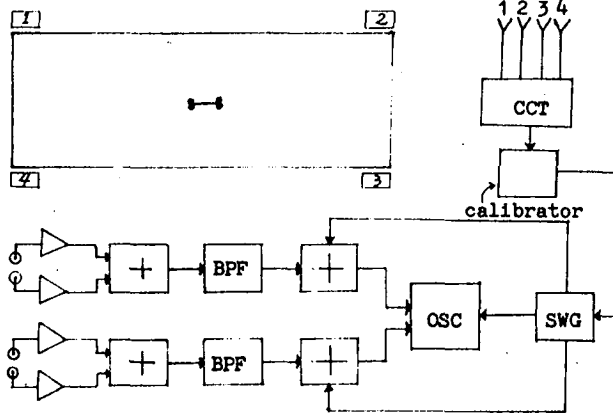 1 2
1 2 3 4
CCT
4 3
calibrator
+ BPF +
OSC SWG
+ BPF +